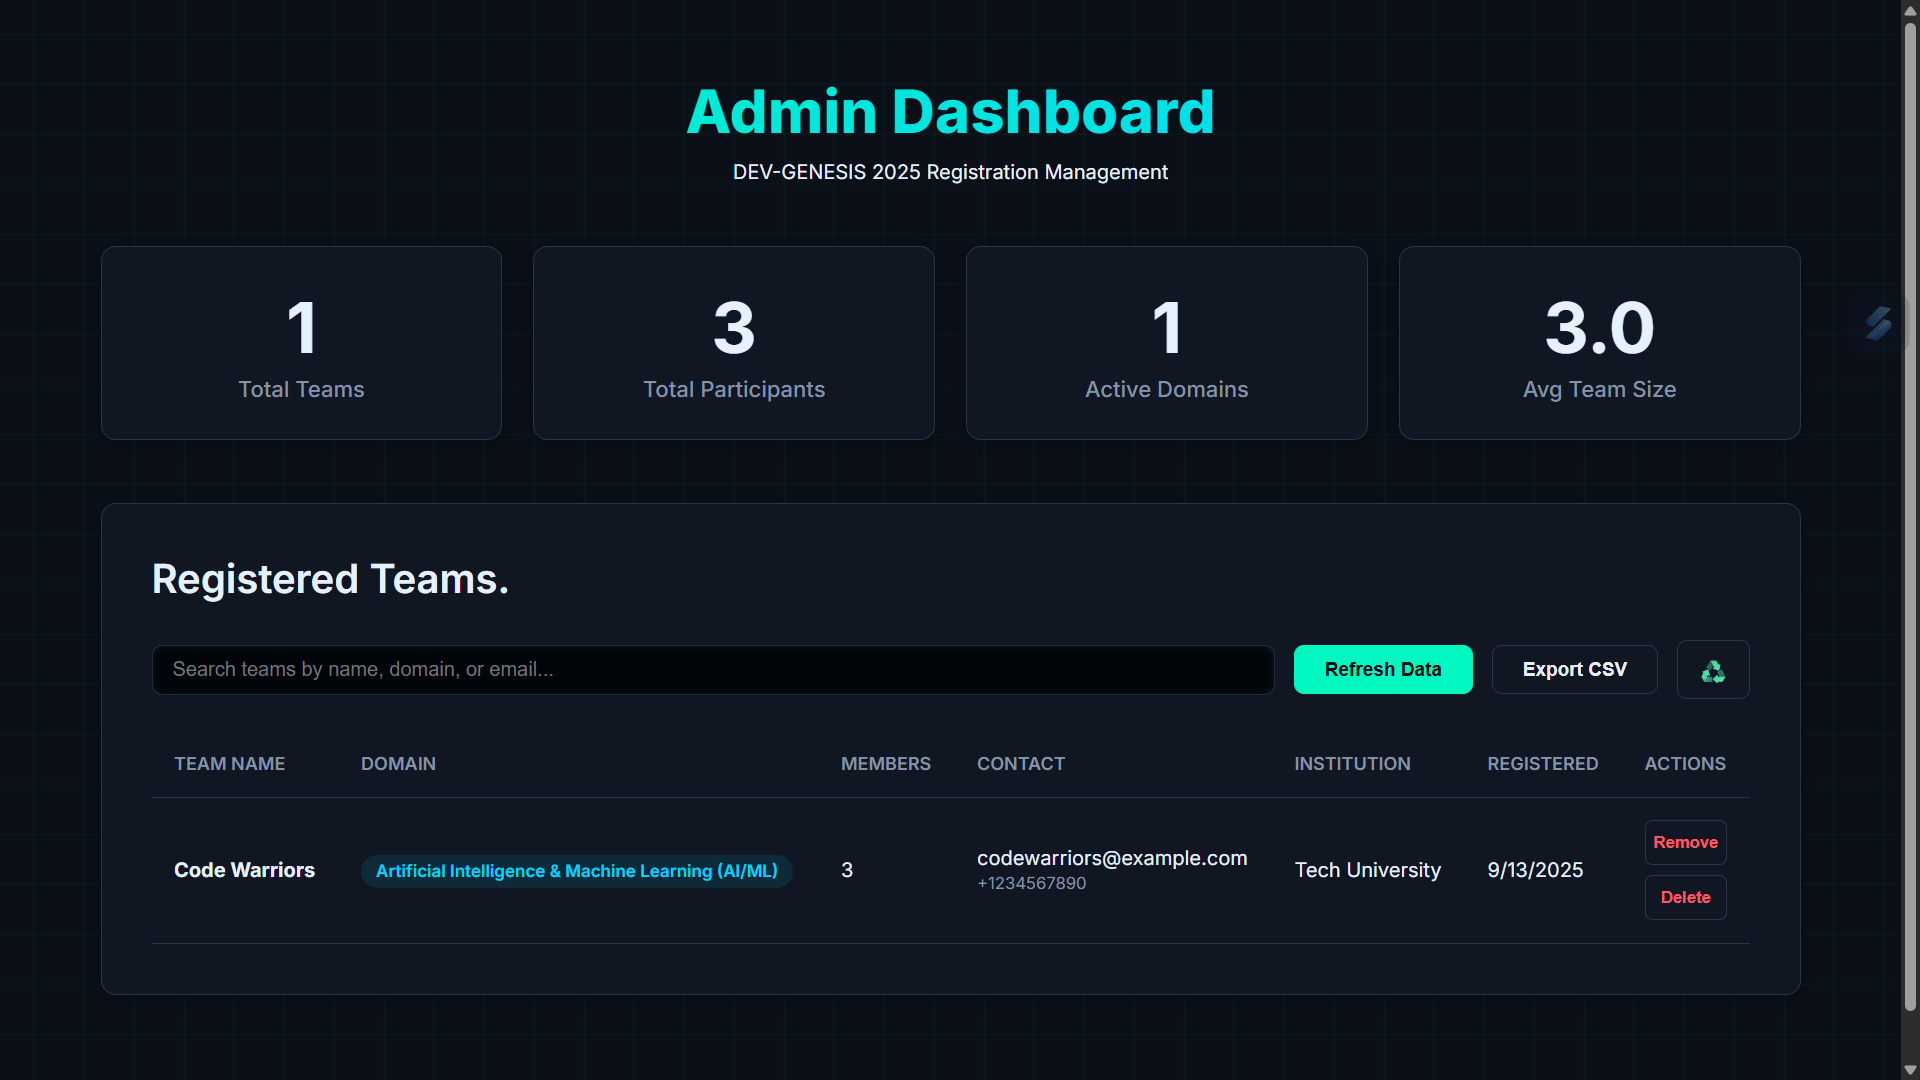 Admin Dashboard
DEV-GENESIS 2025 Registration Management
1
Total Teams
3
Total Participants
1
Active Domains
3.0
Avg Team Size
Registered Teams.
Search teams by name, domain, or email...
Refresh Data
Export CSV
TEAM NAME
DOMAIN
MEMBERS
CONTACT
INSTITUTION
REGISTERED
ACTIONS
Code Warriors
Artificial Intelligence & Machine Learning (AI/ML)
3
codewarriors@example.com
+1234567890
Tech University
9/13/2025
Remove
Delete